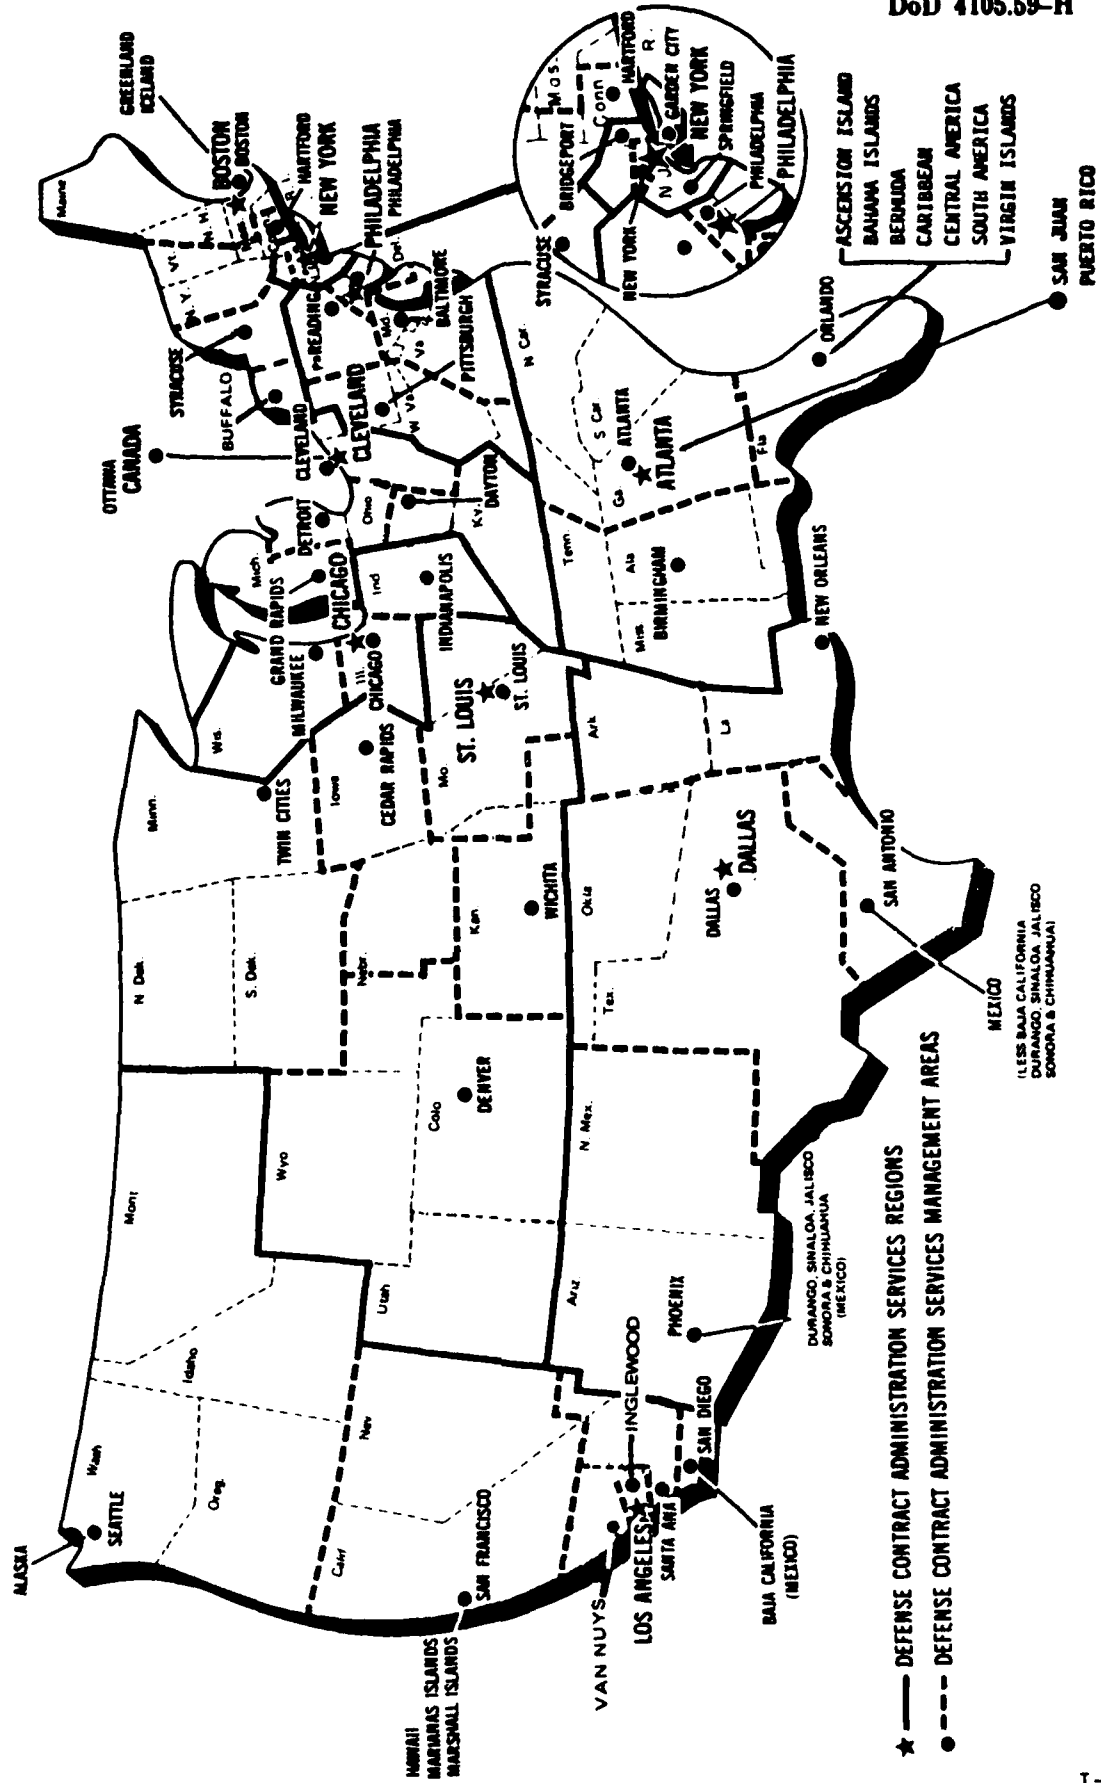 DoD 4105.59-H
GREENLAND
ICELAND
Maine
BOSTON
BOSTON
HARTFORD
NEW YORK
PHILADELPHIA
PHILADELPHIA
Vt.
N. H.
N. Y.
SYRACUSE
BUFFALO
READING
Pa
Md.
Del.
BALTIMORE
PITTSBURGH
Va
W Va
OTTAWA
CANADA
CLEVELAND
CLEVELAND
DETROIT
Ohio
DAYTON
Ky.
Mich.
GRAND RAPIDS
CHICAGO
CHICAGO
MILWAUKEE
Ind
Ill.
INDIANAPOLIS
Wis.
ST. LOUIS
ST. LOUIS
CEDAR RAPIDS
Iowa
Mo.
TWIN CITIES
Minn.
N Dak.
S. Dak.
Nebr.
Kan.
WICHITA
Mont
Wyo
Colo
DENVER
Utah
Idaho
Wash
SEATTLE
ALASKA
Oreg.
Nev
Calif
SAN FRANCISCO
HAWAII
MARIANAS ISLANDS
MARSHALL ISLANDS
VAN NUYS
LOS ANGELES
SANTA ANA
INGLEWOOD
SAN DIEGO
BAJA CALIFORNIA
(MEXICO)
Ariz
PHOENIX
DURANGO, SINALOA, JALISCO
SONORA & CHIHUAHUA
(MEXICO)
N. Mex.
Tex.
Okla
DALLAS
DALLAS
SAN ANTONIO
MEXICO
(LESS BAJA CALIFORNIA
DURANGO, SINALOA, JALISCO
SONORA & CHIHUAHUA)
Ark
La
NEW ORLEANS
Miss
Ala
BIRMINGHAM
Tenn.
Ga
ATLANTA
ATLANTA
S Car
N Car.
Fla
ORLANDO
ASCERSION ISLAND
BAHAMA ISLANDS
BERMUDA
CARIBBEAN
CENTRAL AMERICA
SOUTH AMERICA
VIRGIN ISLANDS
SAN JUAN
PUERTO RICO
SYRACUSE
NEW YORK
BRIDGEPORT
Mas.
Conn
R.
HARTFORD
GARDEN CITY
NEW YORK
N J
SPRINGFIELD
PHILADELPHIA
PHILADELPHIA
DEFENSE CONTRACT ADMINISTRATION SERVICES REGIONS
DEFENSE CONTRACT ADMINISTRATION SERVICES MANAGEMENT AREAS